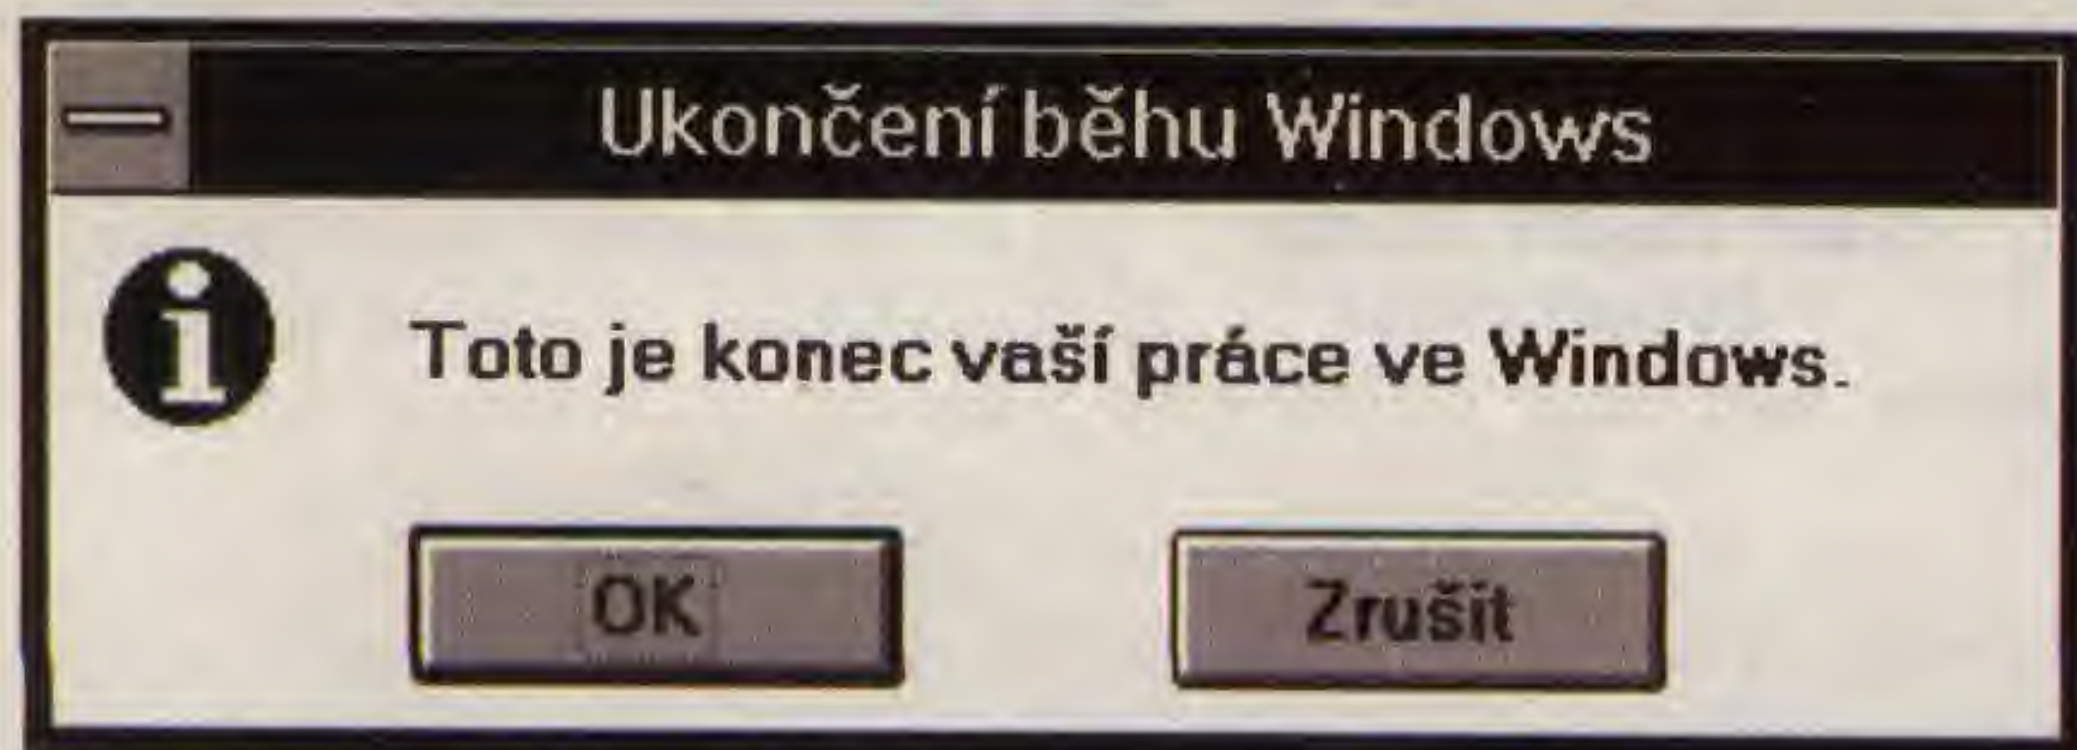 Ukončení běhu Windows
Toto je konec vaší práce ve Windows.
OK
Zrušit